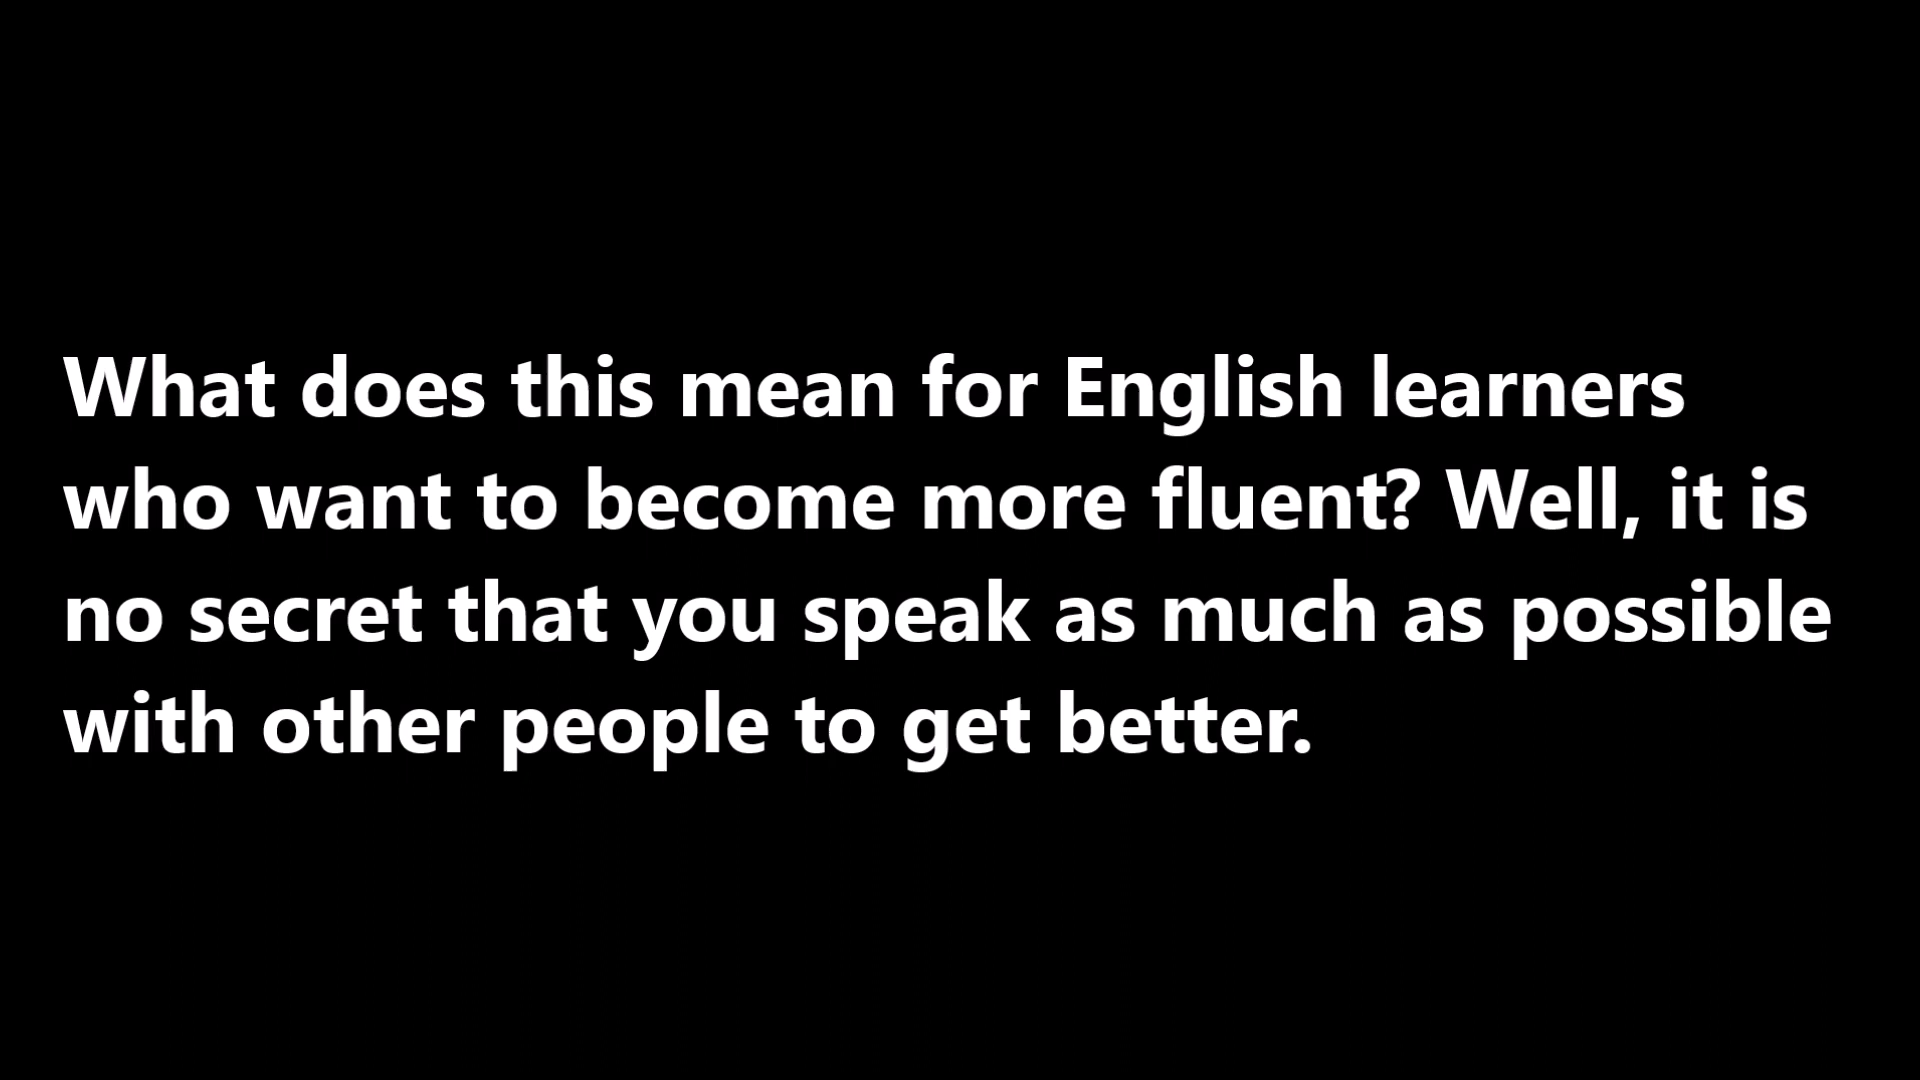 What does this mean for English learners
who want to become more fluent? Well, it is
no secret that you speak as much as possible
with other people to get better.